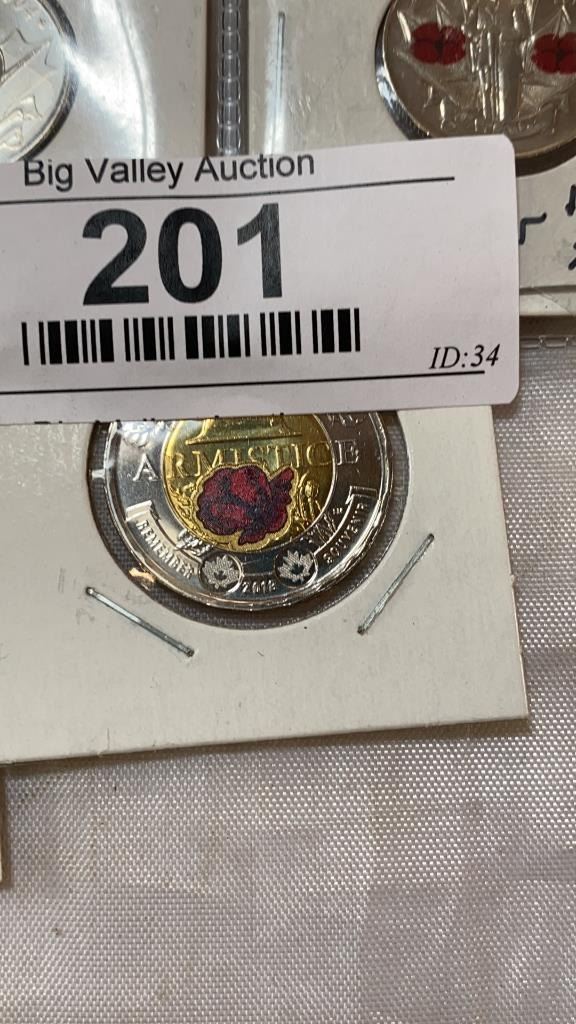 Big Valley Auction
201
ID:34
ARMISTICE
REMEMBER
SOUVENIR
2018